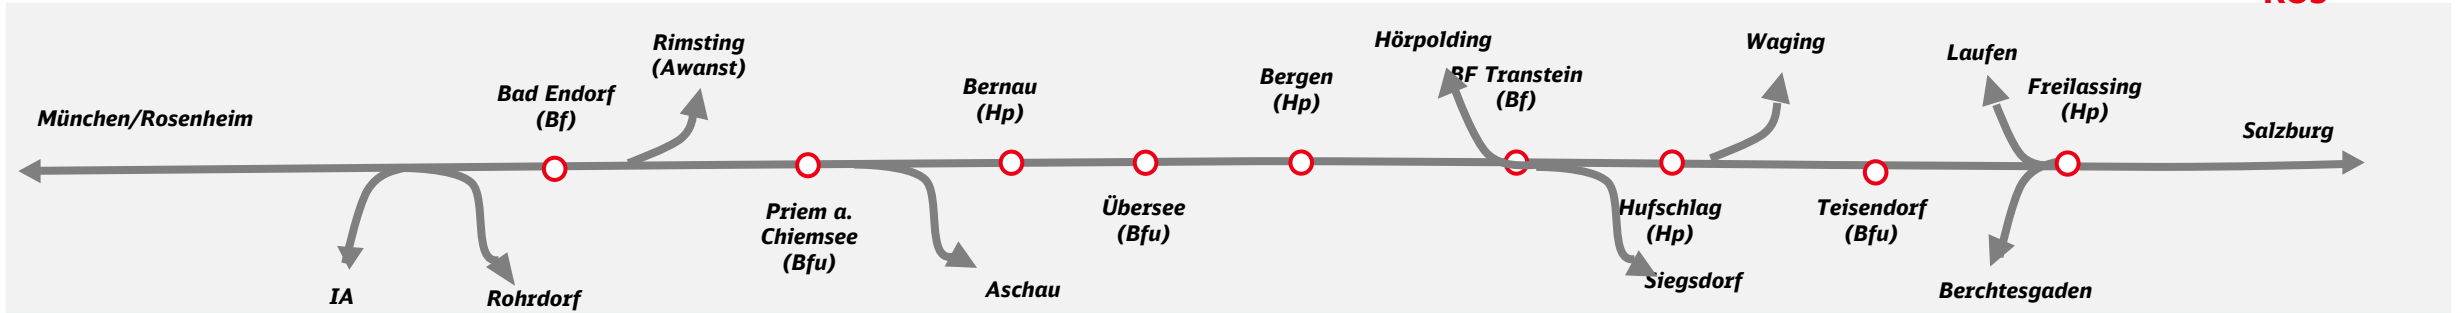 München/Rosenheim
IA
Rohrdorf
Bad Endorf
(Bf)
Rimsting
(Awanst)
Priem a.
Chiemsee
(Bfu)
Aschau
Bernau
(Hp)
Übersee
(Bfu)
Bergen
(Hp)
Hörpolding
BF Transtein
(Bf)
Siegsdorf
Hufschlag
(Hp)
Waging
Teisendorf
(Bfu)
Laufen
Freilassing
(Hp)
Berchtesgaden
Salzburg